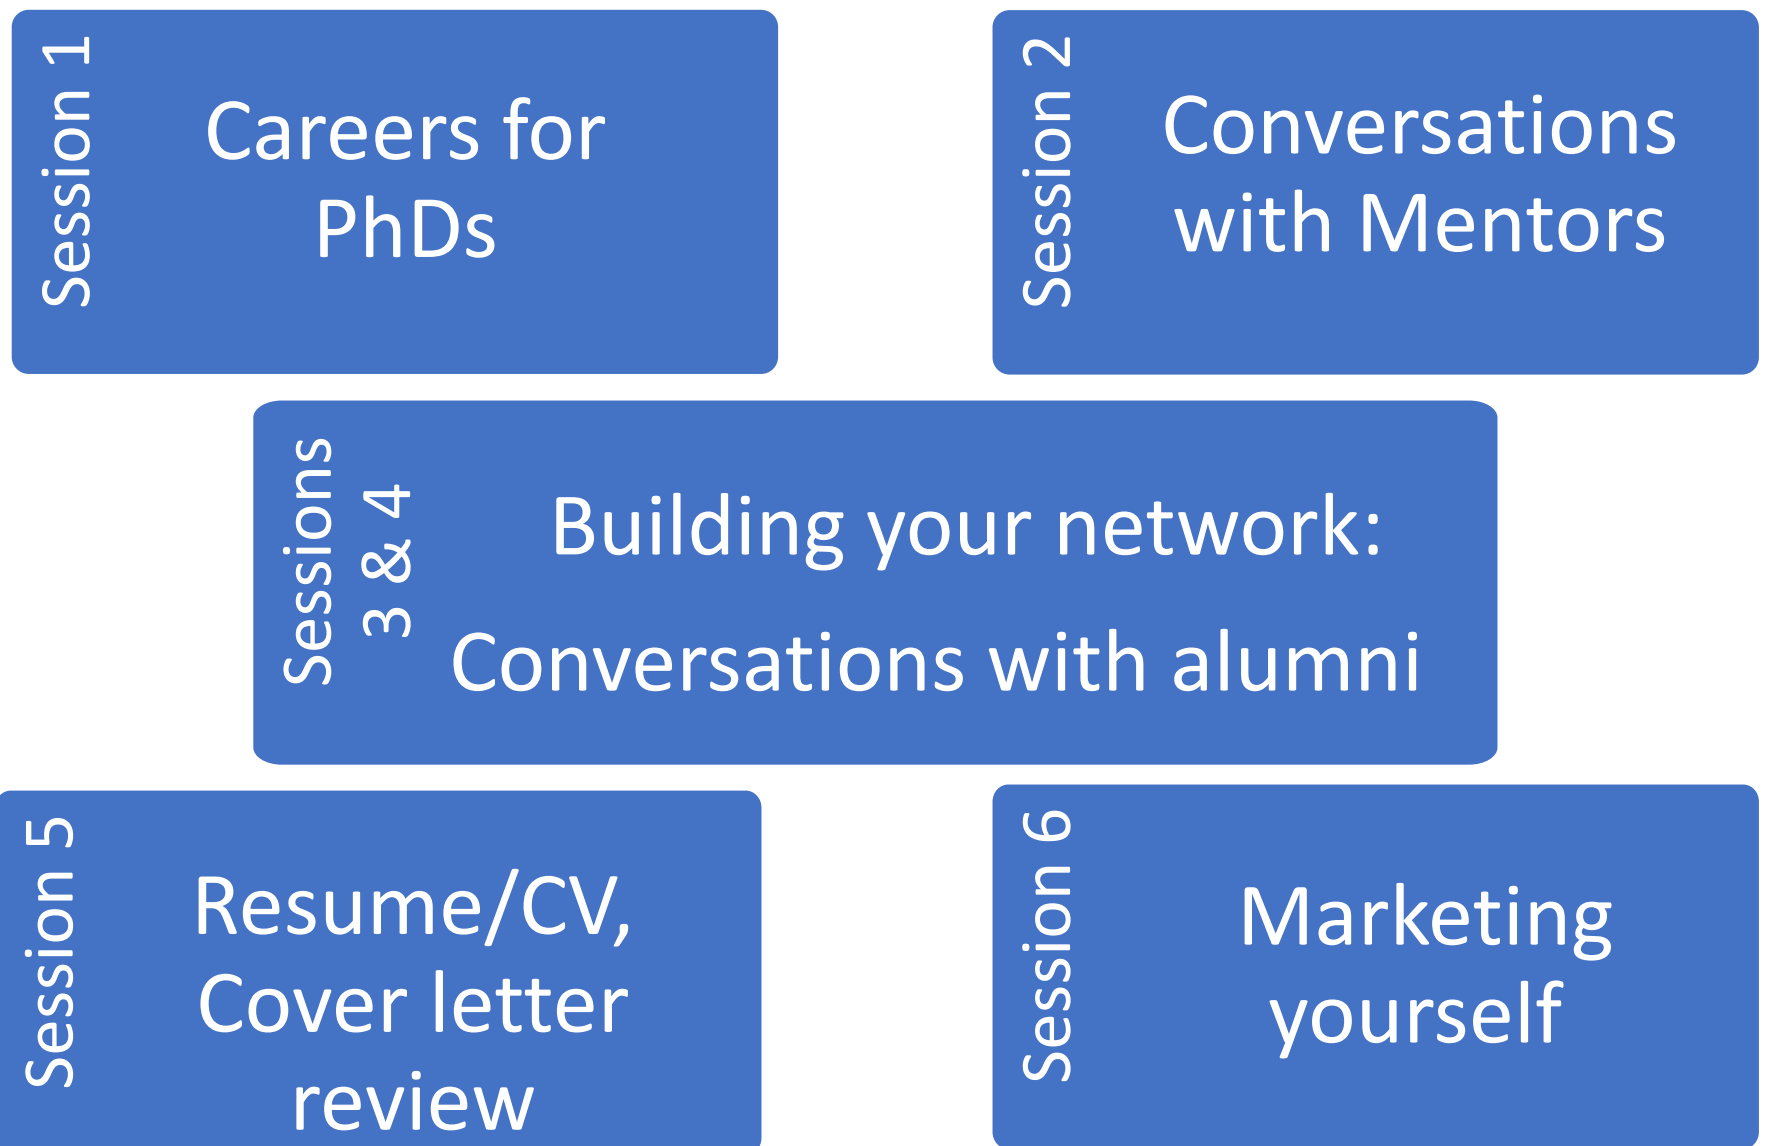 Session 1
Careers for
PhDs
Session 2
Conversations
with Mentors
Sessions
3 & 4
Building your network:
Conversations with alumni
Session 5
Resume/CV,
Cover letter
review
Session 6
Marketing
yourself